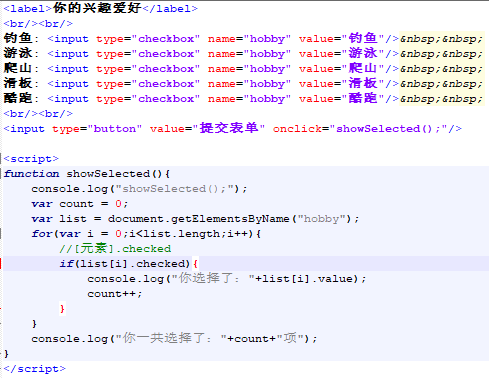 <label>你的兴趣爱好</label>
<br/><br/>
钓鱼: <input type="checkbox" name="hobby" value="钓鱼"/>&nbsp;&nbsp;
游泳: <input type="checkbox" name="hobby" value="游泳"/>&nbsp;&nbsp;
爬山: <input type="checkbox" name="hobby" value="爬山"/>&nbsp;&nbsp;
滑板: <input type="checkbox" name="hobby" value="滑板"/>&nbsp;&nbsp;
酷跑: <input type="checkbox" name="hobby" value="酷跑"/>&nbsp;&nbsp;
<br/><br/>
<input type="button" value="提交表单" onclick="showSelected();"/>
<script>
function showSelected(){
console.log("showSelected();");
var count = 0;
var list = document.getElementsByName("hobby");
for(var i = 0;i<list.length;i++){
//[元素].checked
if(list[i].checked){
console.log("你选择了: "+list[i].value);
count++;
}
}
console.log("你一共选择了: "+count+"项");
}
</script>